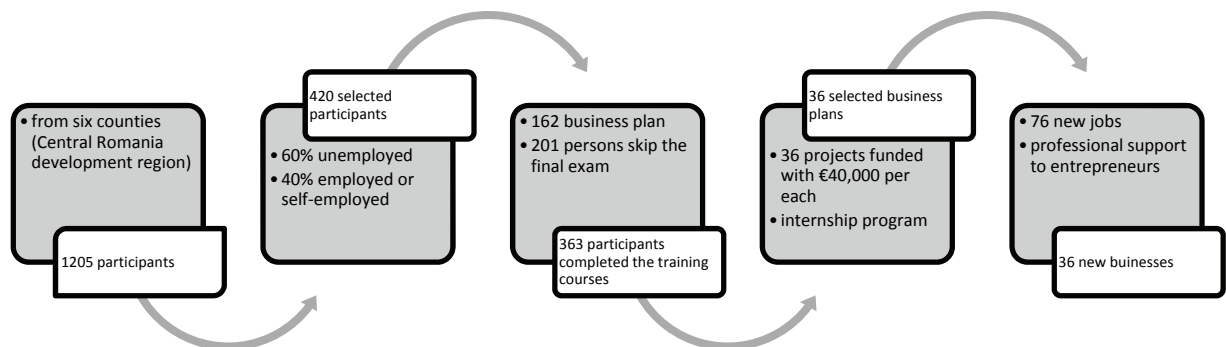 • from six counties
(Central Romania
development region)
1205 participants
420 selected
participants
• 60% unemployed
• 40% employed or
self-employed
• 162 business plan
• 201 persons skip the
final exam
363 participants
completed the training
courses
36 selected business
plans
• 36 projects funded
with €40,000 per
each
• internship program
• 76 new jobs
• professional support
to entrepreneurs
36 new buinesses